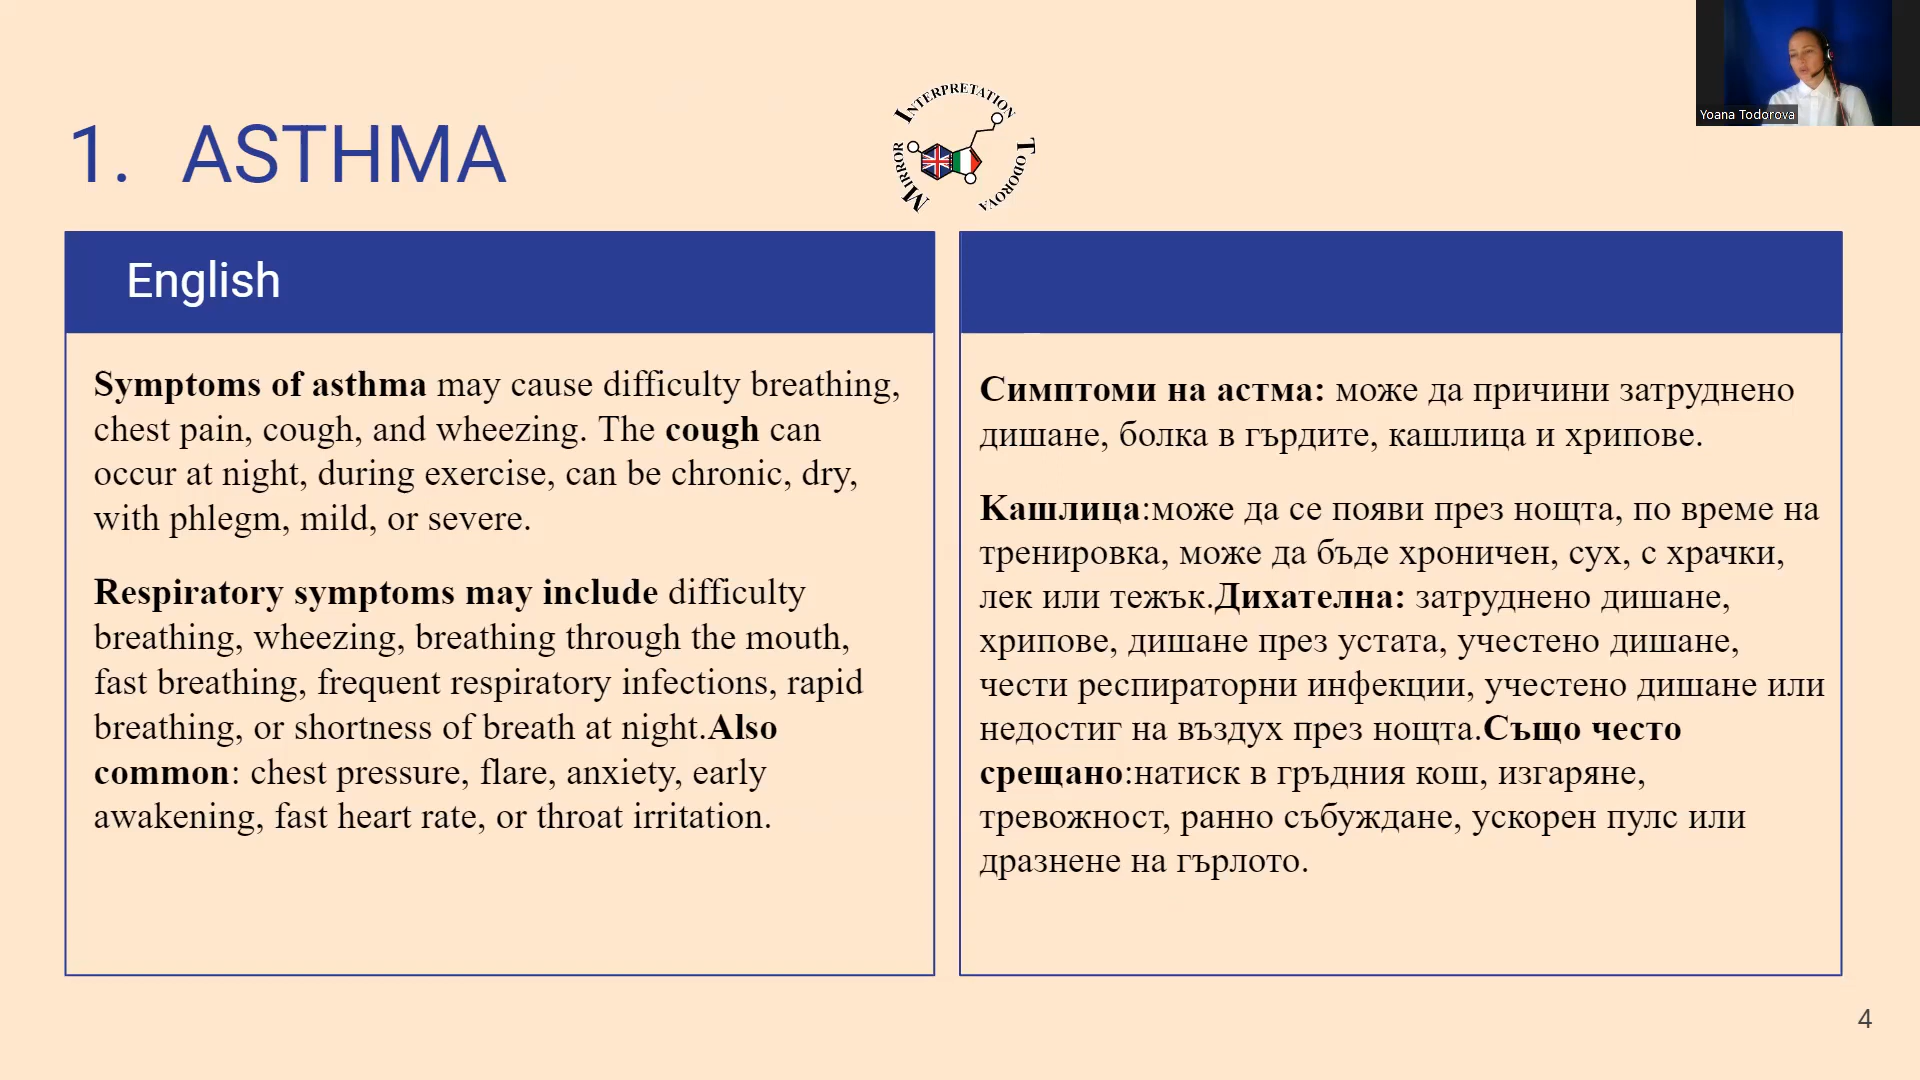 Yoana Todorova
INTERPRETATION
MIRROR
TODOROVA
1. ASTHMA
English
Symptoms of asthma may cause difficulty breathing,
chest pain, cough, and wheezing. The cough can
occur at night, during exercise, can be chronic, dry,
with phlegm, mild, or severe.
Respiratory symptoms may include difficulty
breathing, wheezing, breathing through the mouth,
fast breathing, frequent respiratory infections, rapid
breathing, or shortness of breath at night.Also
common: chest pressure, flare, anxiety, early
awakening, fast heart rate, or throat irritation.
Симптоми на астма: може да причини затруднено
дишане, болка в гърдите, кашлица и хрипове.
Кашлица:може да се появи през нощта, по време на
тренировка, може да бъде хроничен, сух, с храчки,
лек или тежък.Дихателна: затруднено дишане,
хрипове, дишане през устата, учестено дишане,
чести респираторни инфекции, учестено дишане или
недостиг на въздух през нощта.Също често
срещано:натиск в гръдния кош, изгаряне,
тревожност, ранно събуждане, ускорен пулс или
дразнене на гърлото.
4